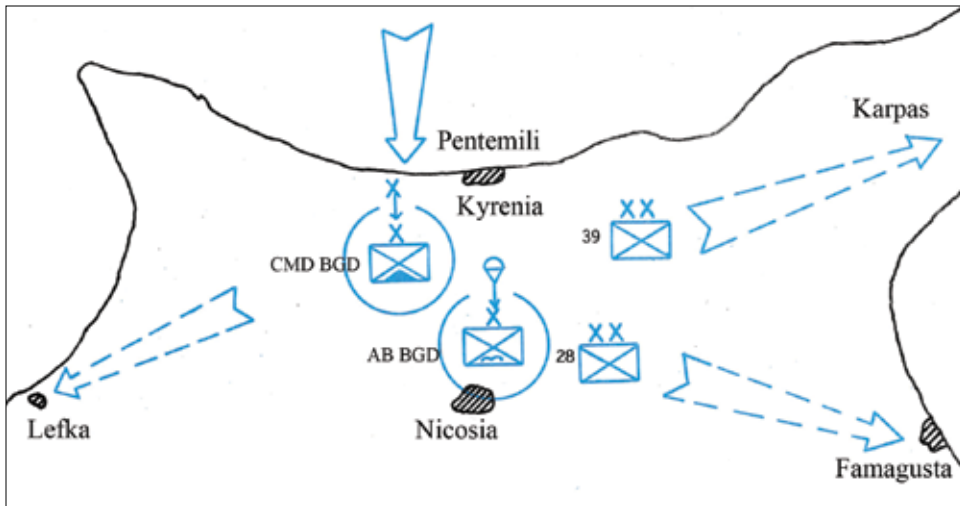 Karpas
Pentemili
Kyrenia
39
X X
X
X
CMD BGD
X
X X
AB BGD
28
Lefka
Nicosia
Famagusta